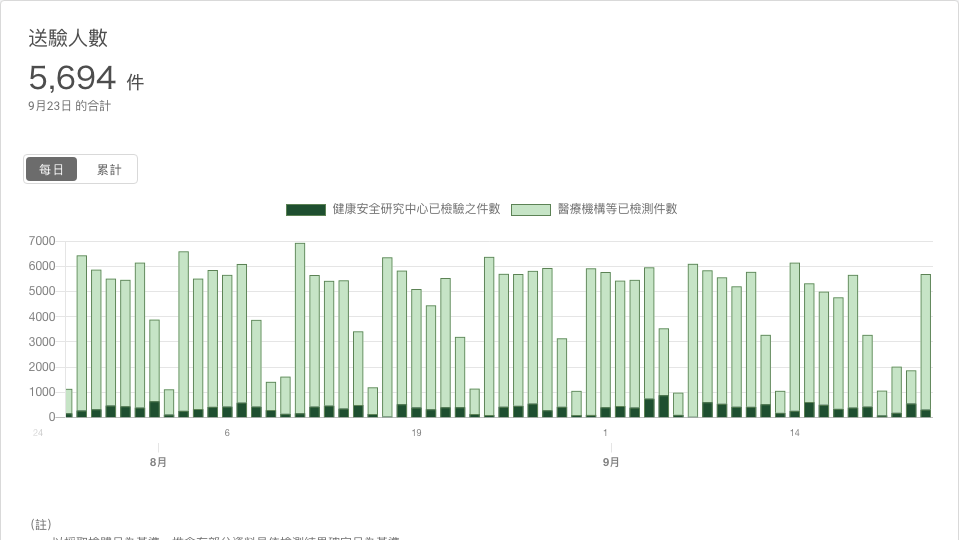 送驗人數
5,694 件
9月23日 的合計
每日 累計
健康安全研究中心已檢驗之件數 醫療機構等已檢測件數
7000
6000
5000
4000
3000
2000
1000
0
24 6 19 1 14
8月 9月
（註）